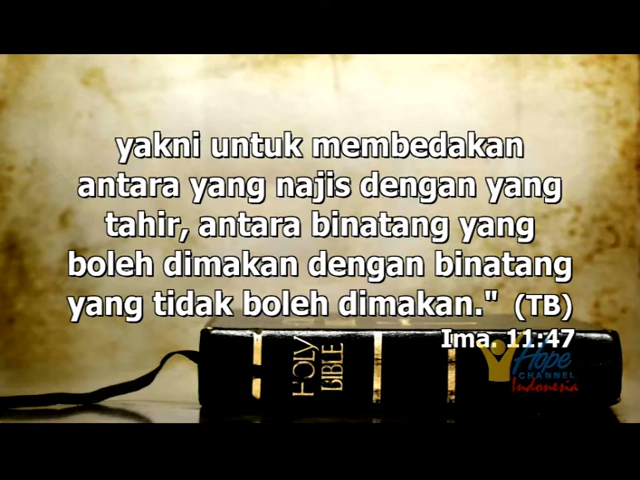 yakni untuk membedakan
antara yang najis dengan yang
tahir, antara binatang yang
boleh dimakan dengan binatang
yang tidak boleh dimakan." (TB)
Ima. 11:47
HOLY
BIBLE
Hope
CHANNEL
Indonesia